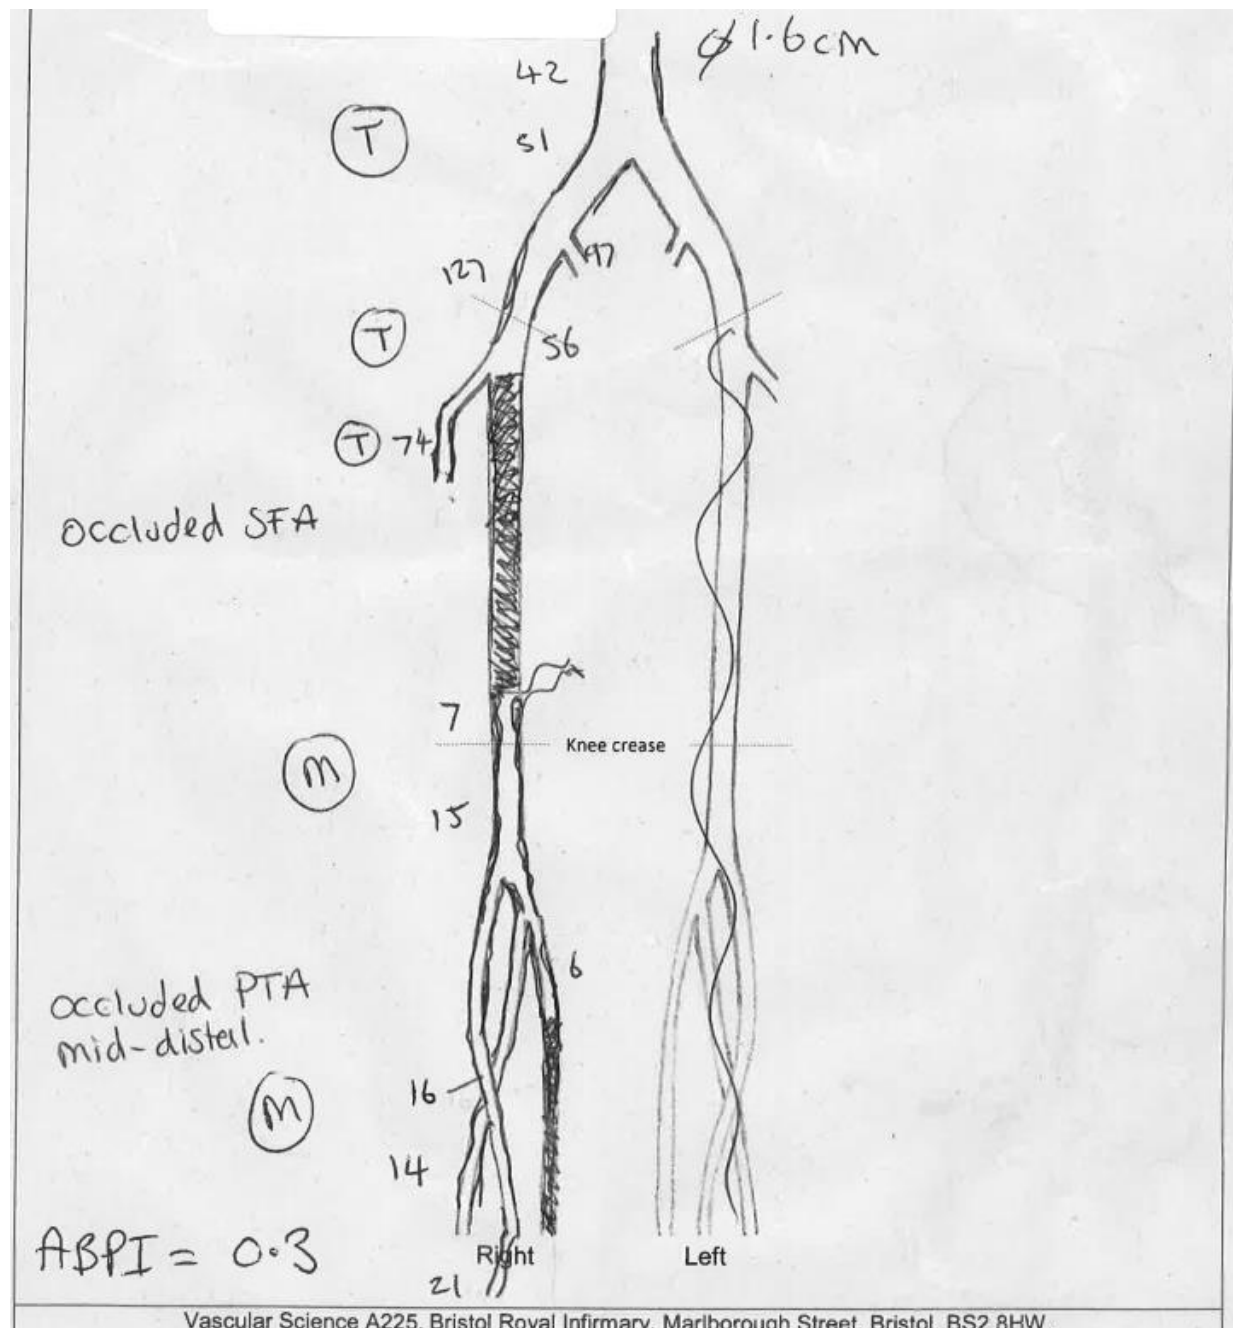 ø 1.6cm
42
51
T
127
97
T
56
T 74
Occluded SFA
7
Knee crease
M
15
6
Occluded PTA
mid-distal.
16
M
14
ABPI = 0.3
Right
Left
21
Vascular Science A225, Bristol Royal Infirmary, Marlborough Street, Bristol, BS2 8HW